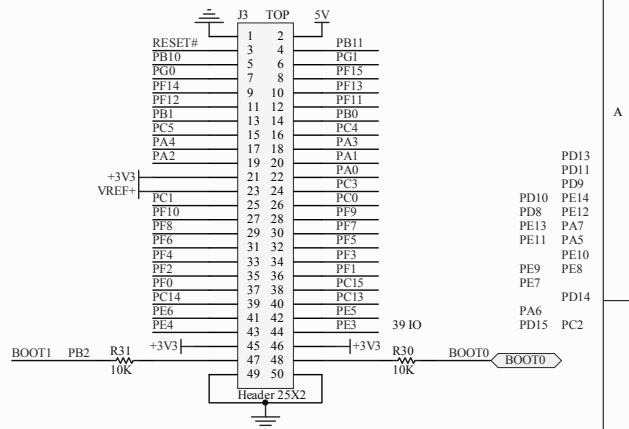 J3 TOP 5V
1 2
RESET# 3 4 PB11
PB10 5 6 PG1
PG0 7 8 PF15
PF14 9 10 PF13
PF12 11 12 PF11
PB1 13 14 PB0
PC5 15 16 PC4
PA4 17 18 PA3
PA2 19 20 PA1
+3V3 21 22 PA0
VREF+ 23 24 PC3
PC1 25 26 PC0
PF10 27 28 PF9
PF8 29 30 PF7
PF6 31 32 PF5
PF4 33 34 PF3
PF2 35 36 PF1
PF0 37 38 PC15
PC14 39 40 PC13
PE6 41 42 PE5
PE4 43 44 PE3 39 IO
+3V3 45 46 +3V3
BOOT1 PB2 R31 10K 47 48 R30 10K BOOT0 BOOT0
49 50
Header 25X2
A
PD13
PD11
PD9
PD10 PE14
PD8 PE12
PE13 PA7
PE11 PA5
PE10
PE9 PE8
PE7
PD14
PA6
PD15 PC2